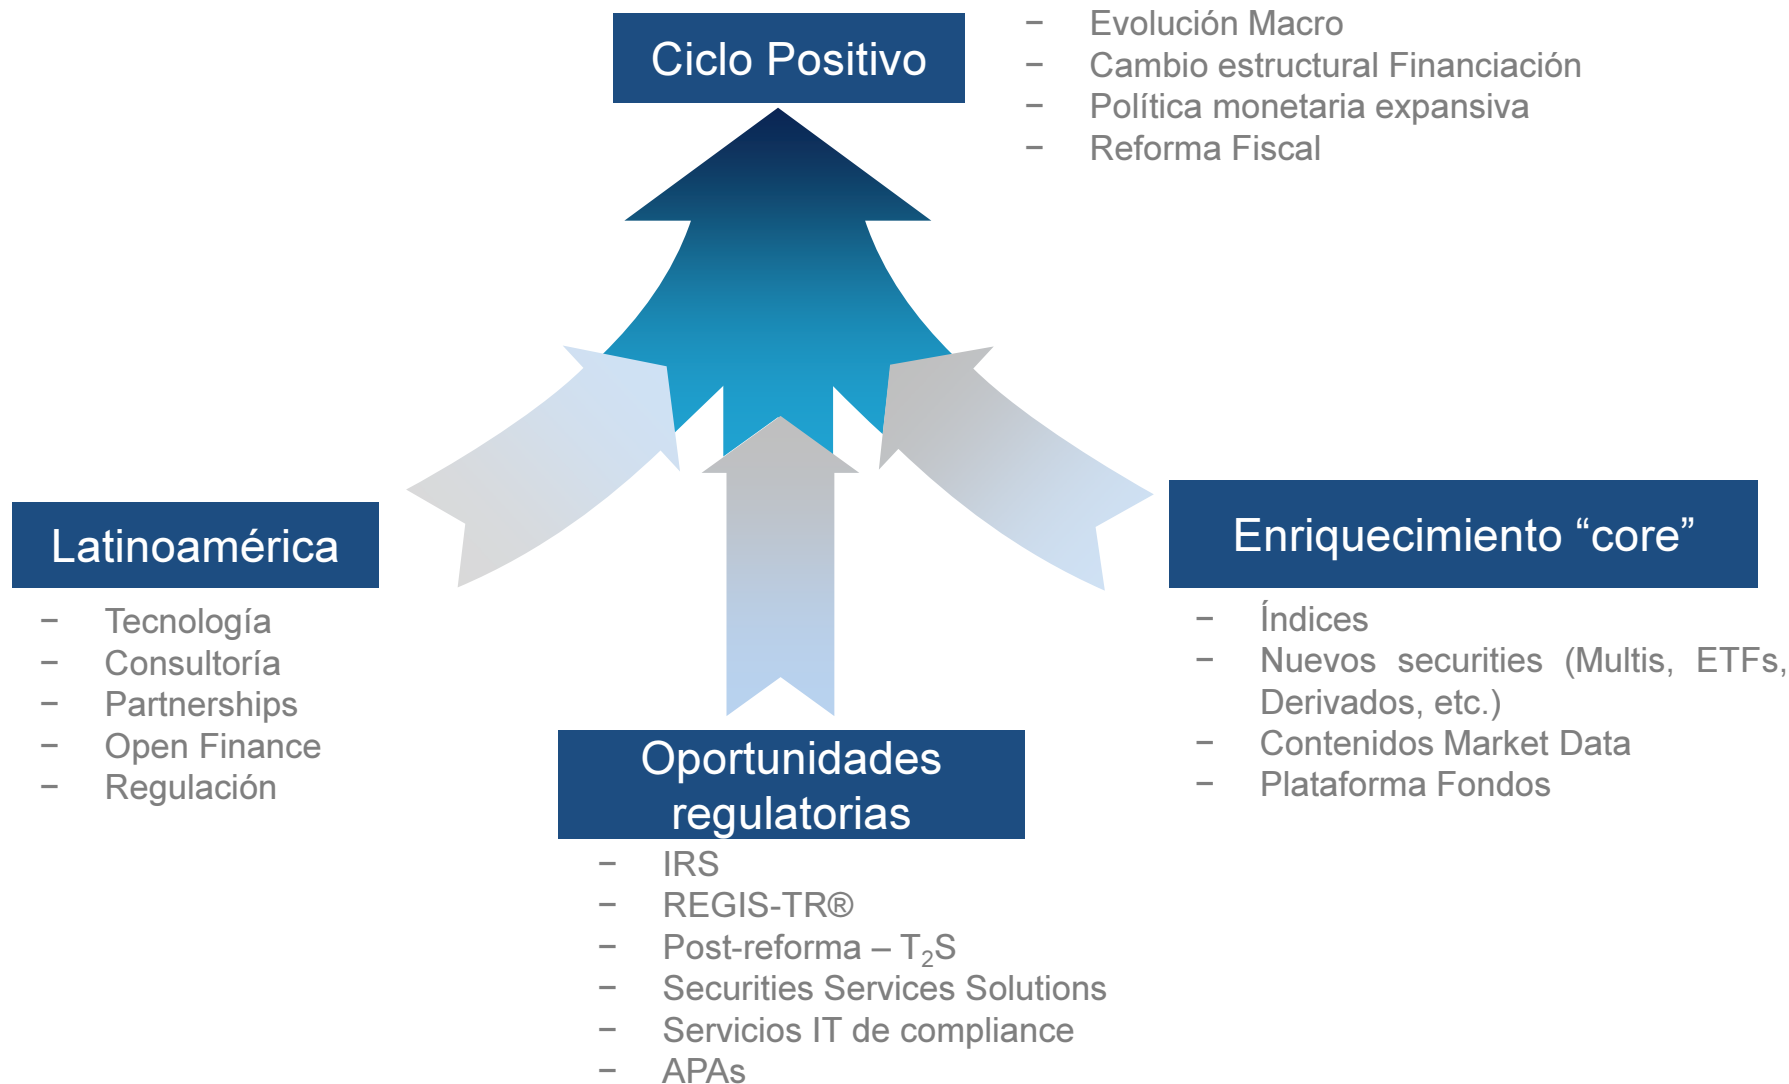 Ciclo Positivo
− Evolución Macro
− Cambio estructural Financiación
− Política monetaria expansiva
− Reforma Fiscal
Latinoamérica
− Tecnología
− Consultoría
− Partnerships
− Open Finance
− Regulación
Oportunidades
regulatorias
− IRS
− REGIS-TR®
− Post-reforma – T₂S
− Securities Services Solutions
− Servicios IT de compliance
− APAs
Enriquecimiento “core”
− Índices
− Nuevos securities (Multis, ETFs,
Derivados, etc.)
− Contenidos Market Data
− Plataforma Fondos